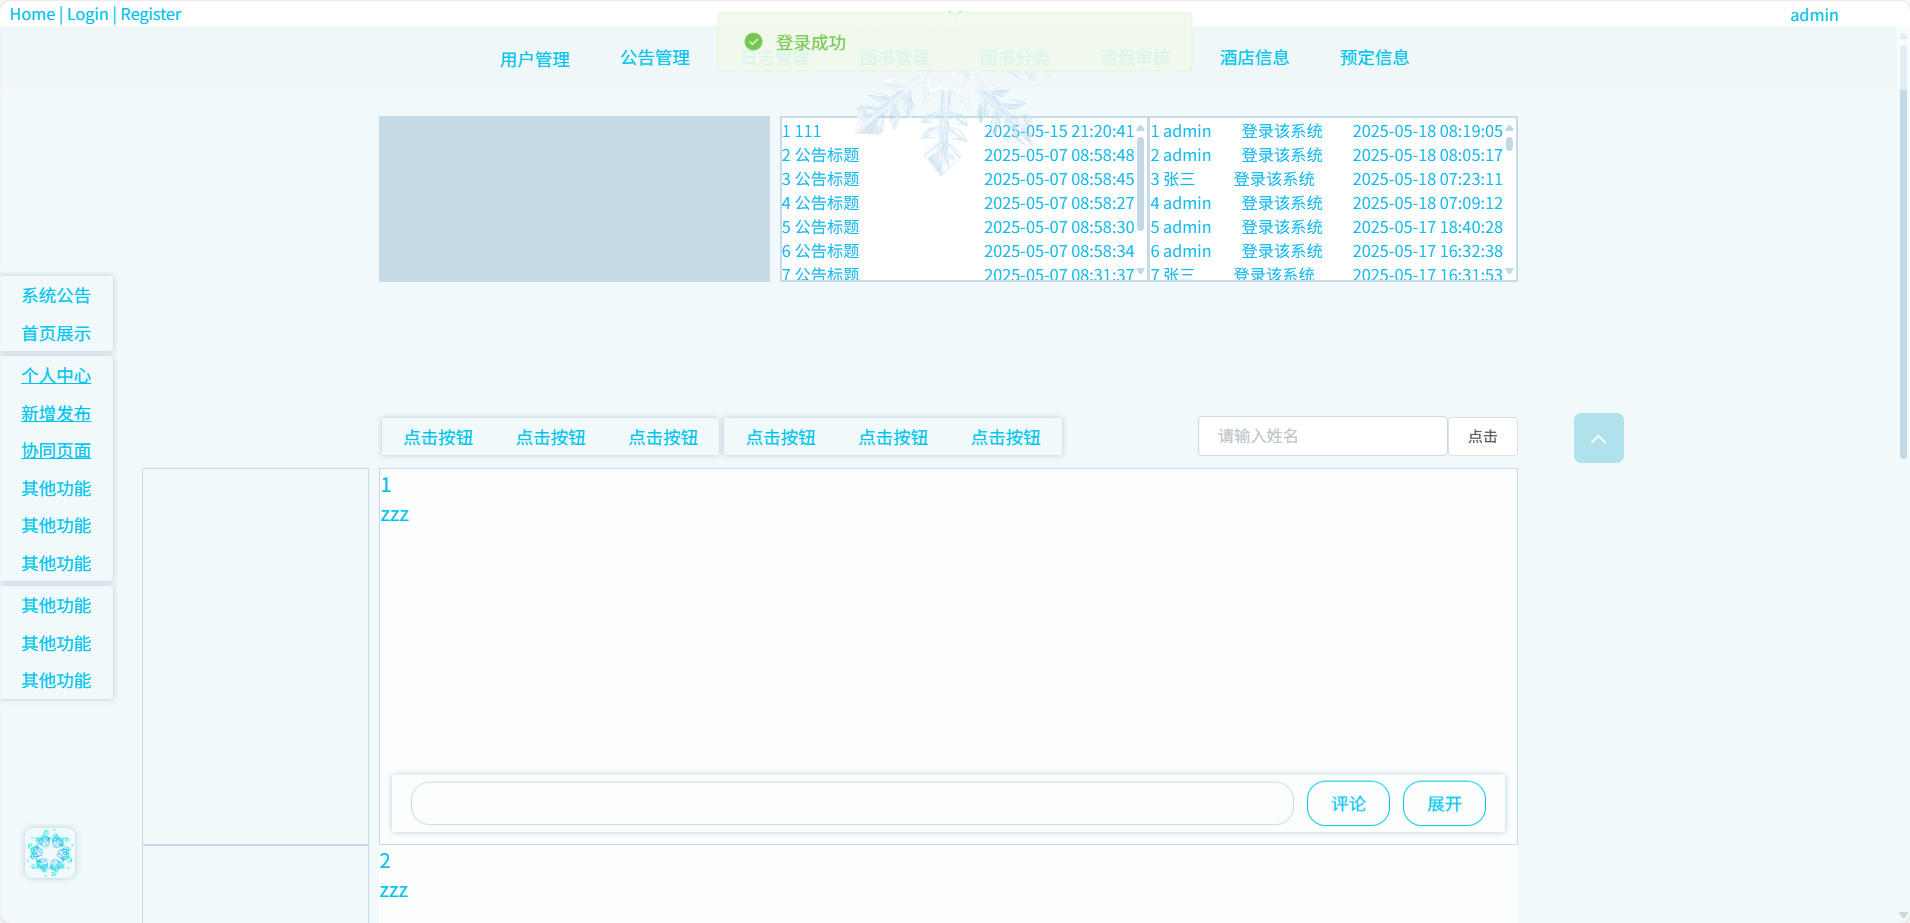 Home | Login | Register
admin
登录成功
用户管理 公告管理 日志管理 图书管理 图书分类 请假审核 酒店信息 预定信息
1 111 2025-05-15 21:20:41
2 公告标题 2025-05-07 08:58:48
3 公告标题 2025-05-07 08:58:45
4 公告标题 2025-05-07 08:58:27
5 公告标题 2025-05-07 08:58:30
6 公告标题 2025-05-07 08:58:34
7 公告标题 2025-05-07 08:31:37
1 admin 登录该系统 2025-05-18 08:19:05
2 admin 登录该系统 2025-05-18 08:05:17
3 张三 登录该系统 2025-05-18 07:23:11
4 admin 登录该系统 2025-05-18 07:09:12
5 admin 登录该系统 2025-05-17 18:40:28
6 admin 登录该系统 2025-05-17 16:32:38
7 张三 登录该系统 2025-05-17 16:31:53
系统公告
首页展示
个人中心
新增发布
协同页面
其他功能
其他功能
其他功能
其他功能
其他功能
其他功能
点击按钮 点击按钮 点击按钮 点击按钮 点击按钮 点击按钮
请输入姓名 点击
1
zzz
评论 展开
2
zzz